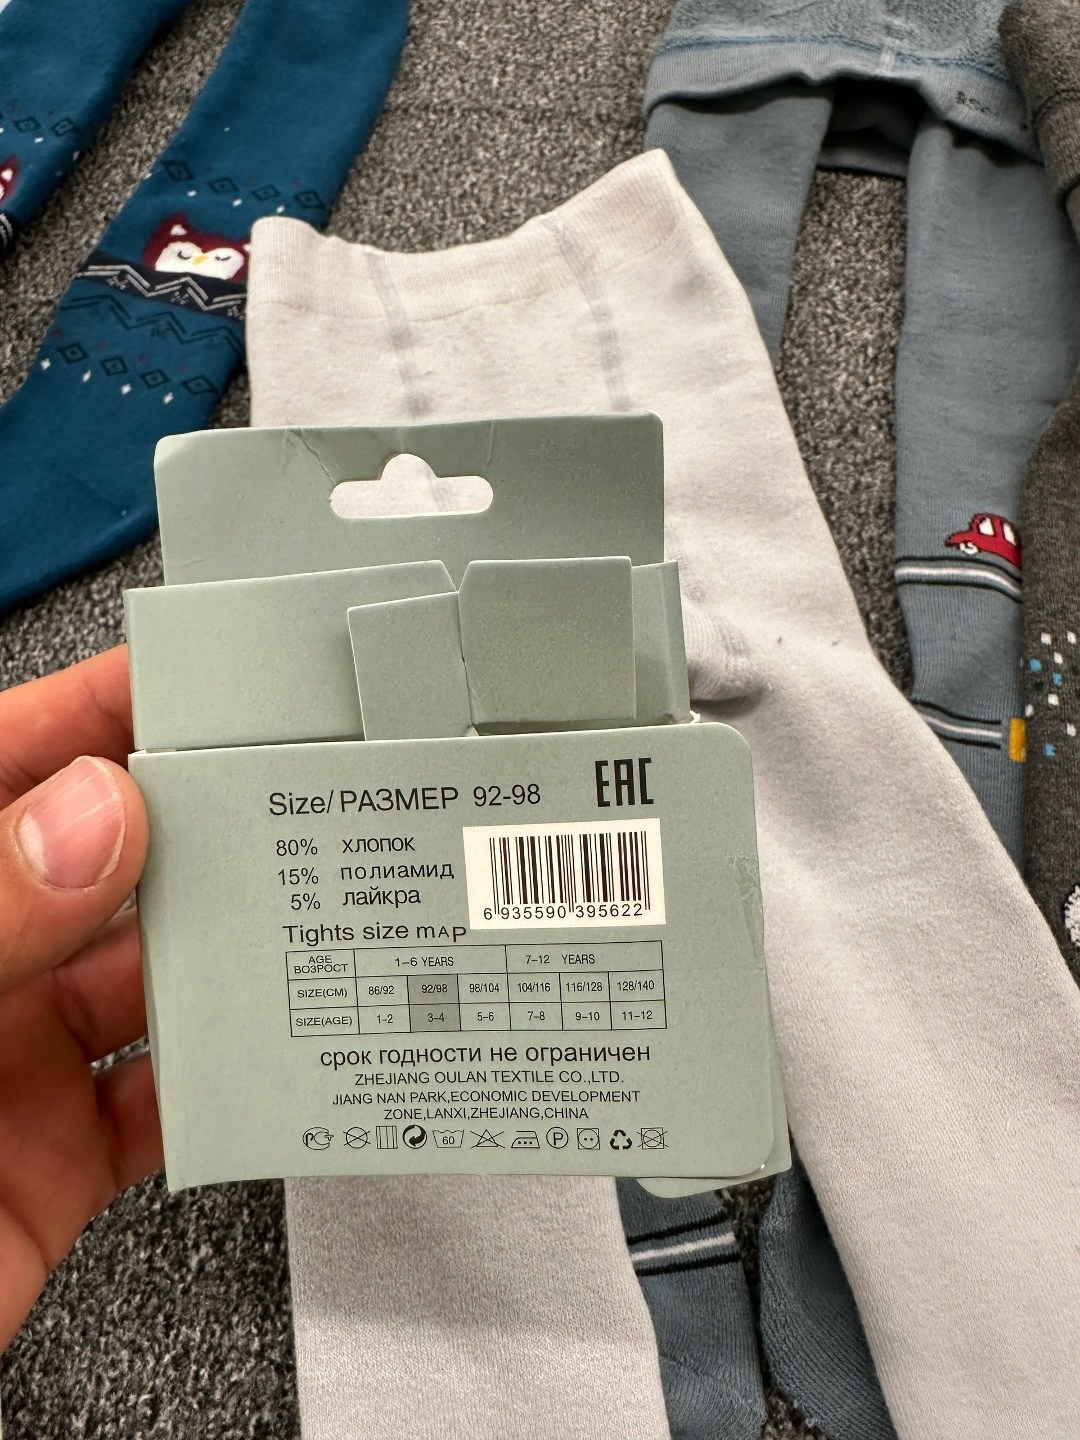 Size/РАЗМЕР 92-98
EAC
80% хлопок
15% полиамид
5% лайкра
6 935590 395622
Tights size mAP
AGE ВОЗРОСТ 1–6 YEARS 7–12 YEARS
SIZE(CM) 86/92 92/98 98/104 104/116 116/128 128/140
SIZE(AGE) 1–2 3–4 5–6 7–8 9–10 11–12
срок годности не ограничен
ZHEJIANG OULAN TEXTILE CO.,LTD.
JIANG NAN PARK,ECONOMIC DEVELOPMENT
ZONE,LANXI,ZHEJIANG,CHINA
60 P